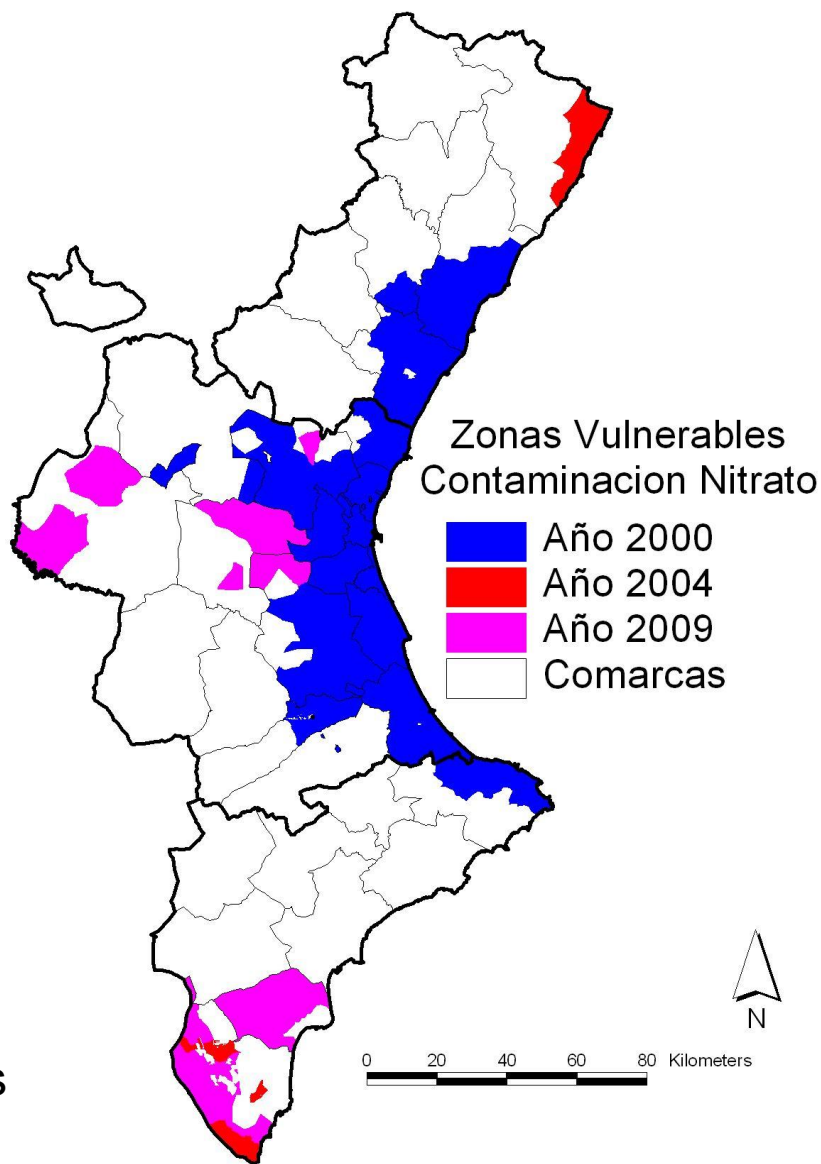 Zonas Vulnerables
Contaminacion Nitrato
Año 2000
Año 2004
Año 2009
Comarcas
N
0 20 40 60 80 Kilometers
s